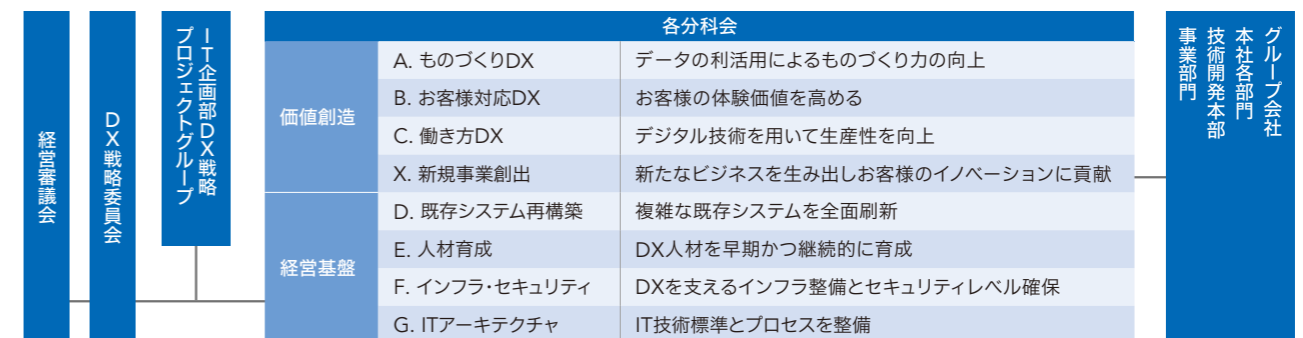 経営審議会
DX戦略委員会
IT企画部DX戦略
プロジェクトグループ
各分科会
価値創造
A. ものづくりDX
データの利活用によるものづくり力の向上
B. お客様対応DX
お客様の体験価値を高める
C. 働き方DX
デジタル技術を用いて生産性を向上
X. 新規事業創出
新たなビジネスを生み出しお客様のイノベーションに貢献
経営基盤
D. 既存システム再構築
複雑な既存システムを全面刷新
E. 人材育成
DX人材を早期かつ継続的に育成
F. インフラ・セキュリティ
DXを支えるインフラ整備とセキュリティレベル確保
G. ITアーキテクチャ
IT技術標準とプロセスを整備
グループ会社
本社各部門
技術開発本部
事業部門